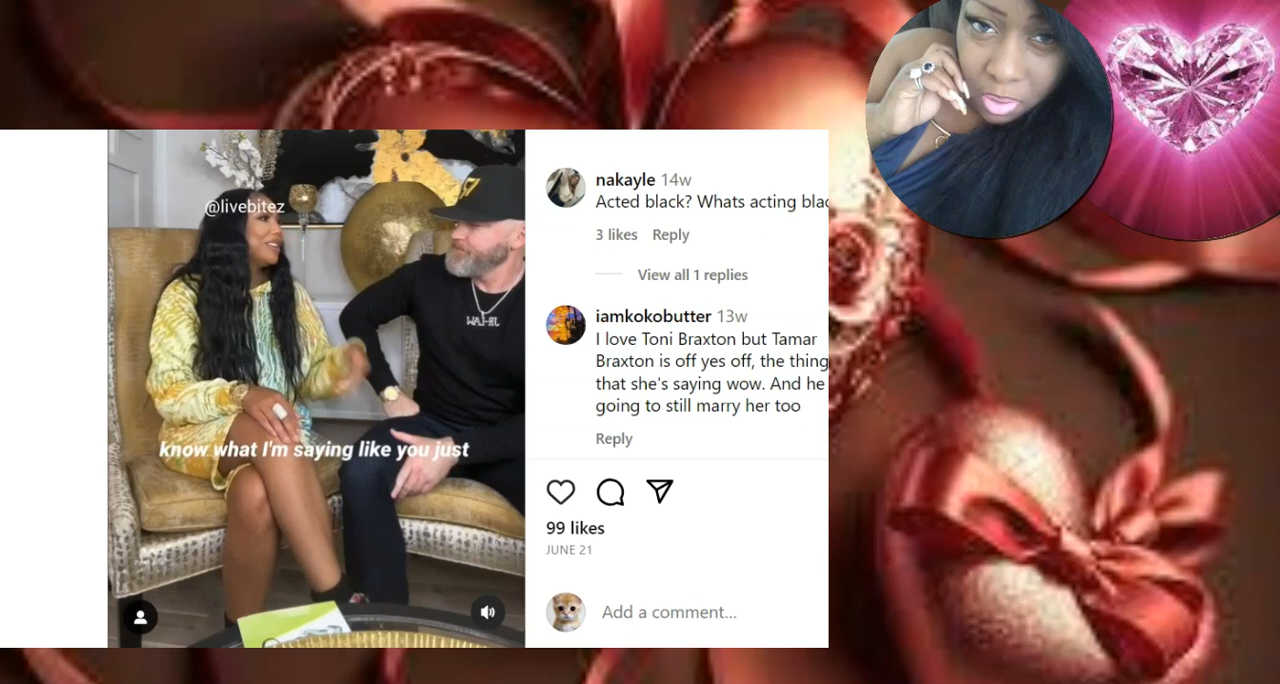 @livebitez
know what I'm saying like you just
nakayle 14w
Acted black? Whats acting
3 likes Reply
View all 1 replies
iamkokobutter 13w
I love Toni Braxton but Tamar
Braxton is off yes off, the thing
that she's saying wow. And he
going to still marry her too
Reply
99 likes
JUNE 21
Add a comment...